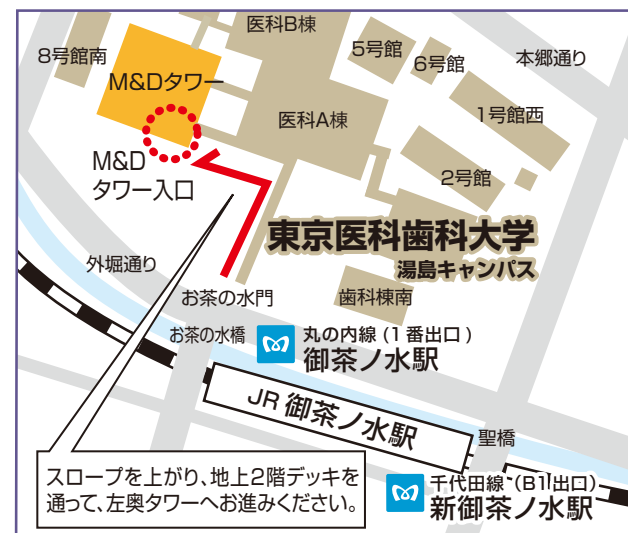 医科B棟
8号館南
5号館
6号館
本郷通り
M&Dタワー
1号館西
医科A棟
M&D
タワー入口
2号館
東京医科歯科大学
湯島キャンパス
外堀通り
お茶の水門
歯科棟南
お茶の水橋
丸の内線(1番出口)
御茶ノ水駅
JR 御茶ノ水駅
聖橋
スロープを上がり、地上2階デッキを
通って、左奥タワーへお進みください。
千代田線(B1出口)
新御茶ノ水駅